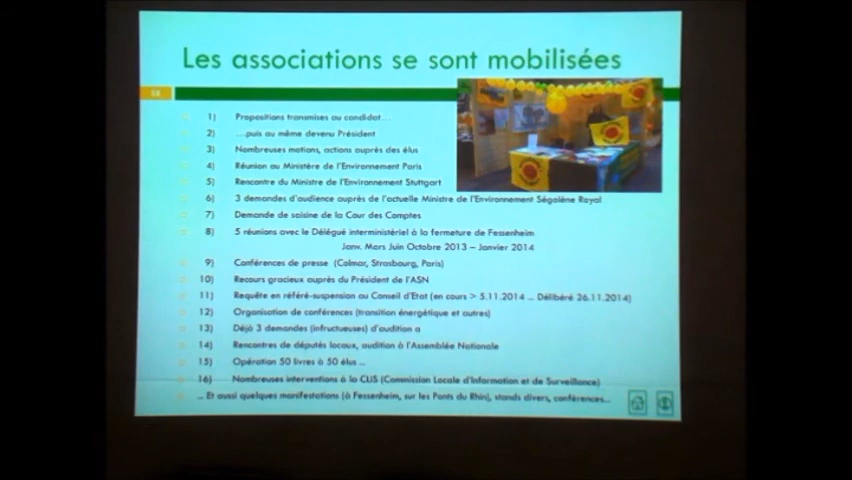 Les associations se sont mobilisées
1) Propositions transmises au candidat...
2) ...puis au même devenu Président
3) Nombreuses motions, actions auprès des élus
4) Réunion au Ministère de l'Environnement Paris
5) Rencontre du Ministre de l'Environnement Stuttgart
6) 3 demandes d'audience auprès de l'actuelle Ministre de l'Environnement Ségolène Royal
7) Demande de saisine de la Cour des Comptes
8) 5 réunions avec le Délégué interministériel à la fermeture de Fessenheim
Janv. Mars Juin Octobre 2013 – Janvier 2014
9) Conférences de presse (Colmar, Strasbourg, Paris)
10) Recours gracieux auprès du Président de l'ASN
11) Requête en référé-suspension au Conseil d'Etat (en cours > 5.11.2014 ... Délibéré 26.11.2014)
12) Organisation de conférences (transition énergétique et autres)
13) Déjà 3 demandes (infructueuses) d'audition a
14) Rencontres de députés locaux, audition à l'Assemblée Nationale
15) Opération 50 livres à 50 élus ...
16) Nombreuses interventions à la CLIS (Commission Locale d'Information et de Surveillance)
... Et aussi quelques manifestations (à Fessenheim, sur les Ponts du Rhin), stands divers, conférences...